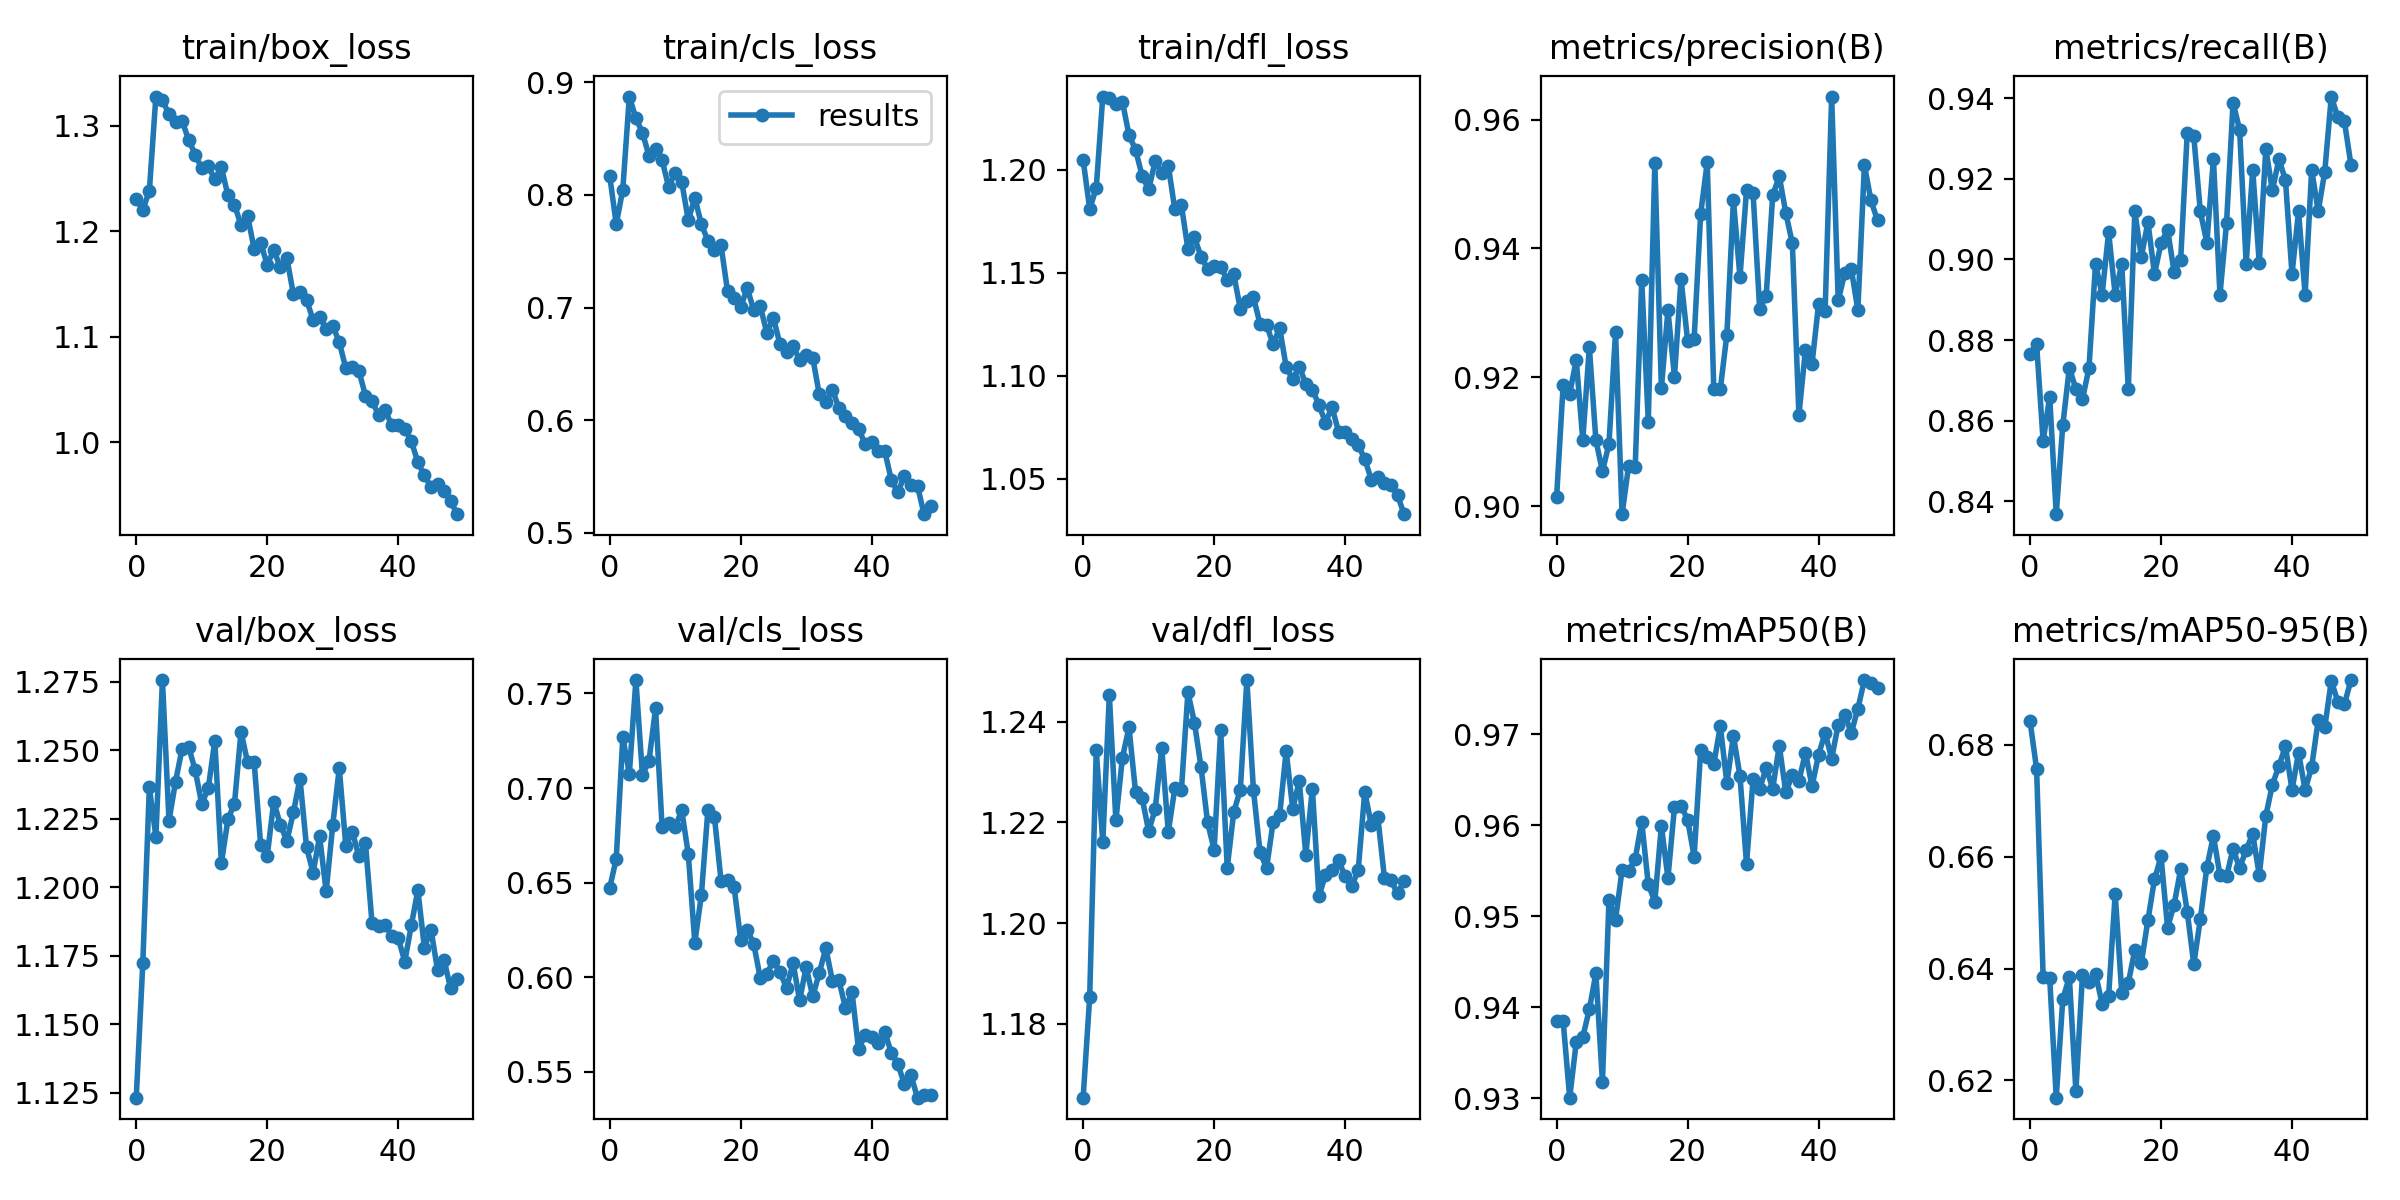 train/box_loss
train/cls_loss
train/dfl_loss
metrics/precision(B)
metrics/recall(B)
1.3
1.2
1.1
1.0
0 20 40
0.9
0.8
0.7
0.6
0.5
results
0 20 40
1.20
1.15
1.10
1.05
0 20 40
0.96
0.94
0.92
0.90
0 20 40
0.94
0.92
0.90
0.88
0.86
0.84
0 20 40
val/box_loss
val/cls_loss
val/dfl_loss
metrics/mAP50(B)
metrics/mAP50-95(B)
1.275
1.250
1.225
1.200
1.175
1.150
1.125
0 20 40
0.75
0.70
0.65
0.60
0.55
0 20 40
1.24
1.22
1.20
1.18
0 20 40
0.97
0.96
0.95
0.94
0.93
0 20 40
0.68
0.66
0.64
0.62
0 20 40